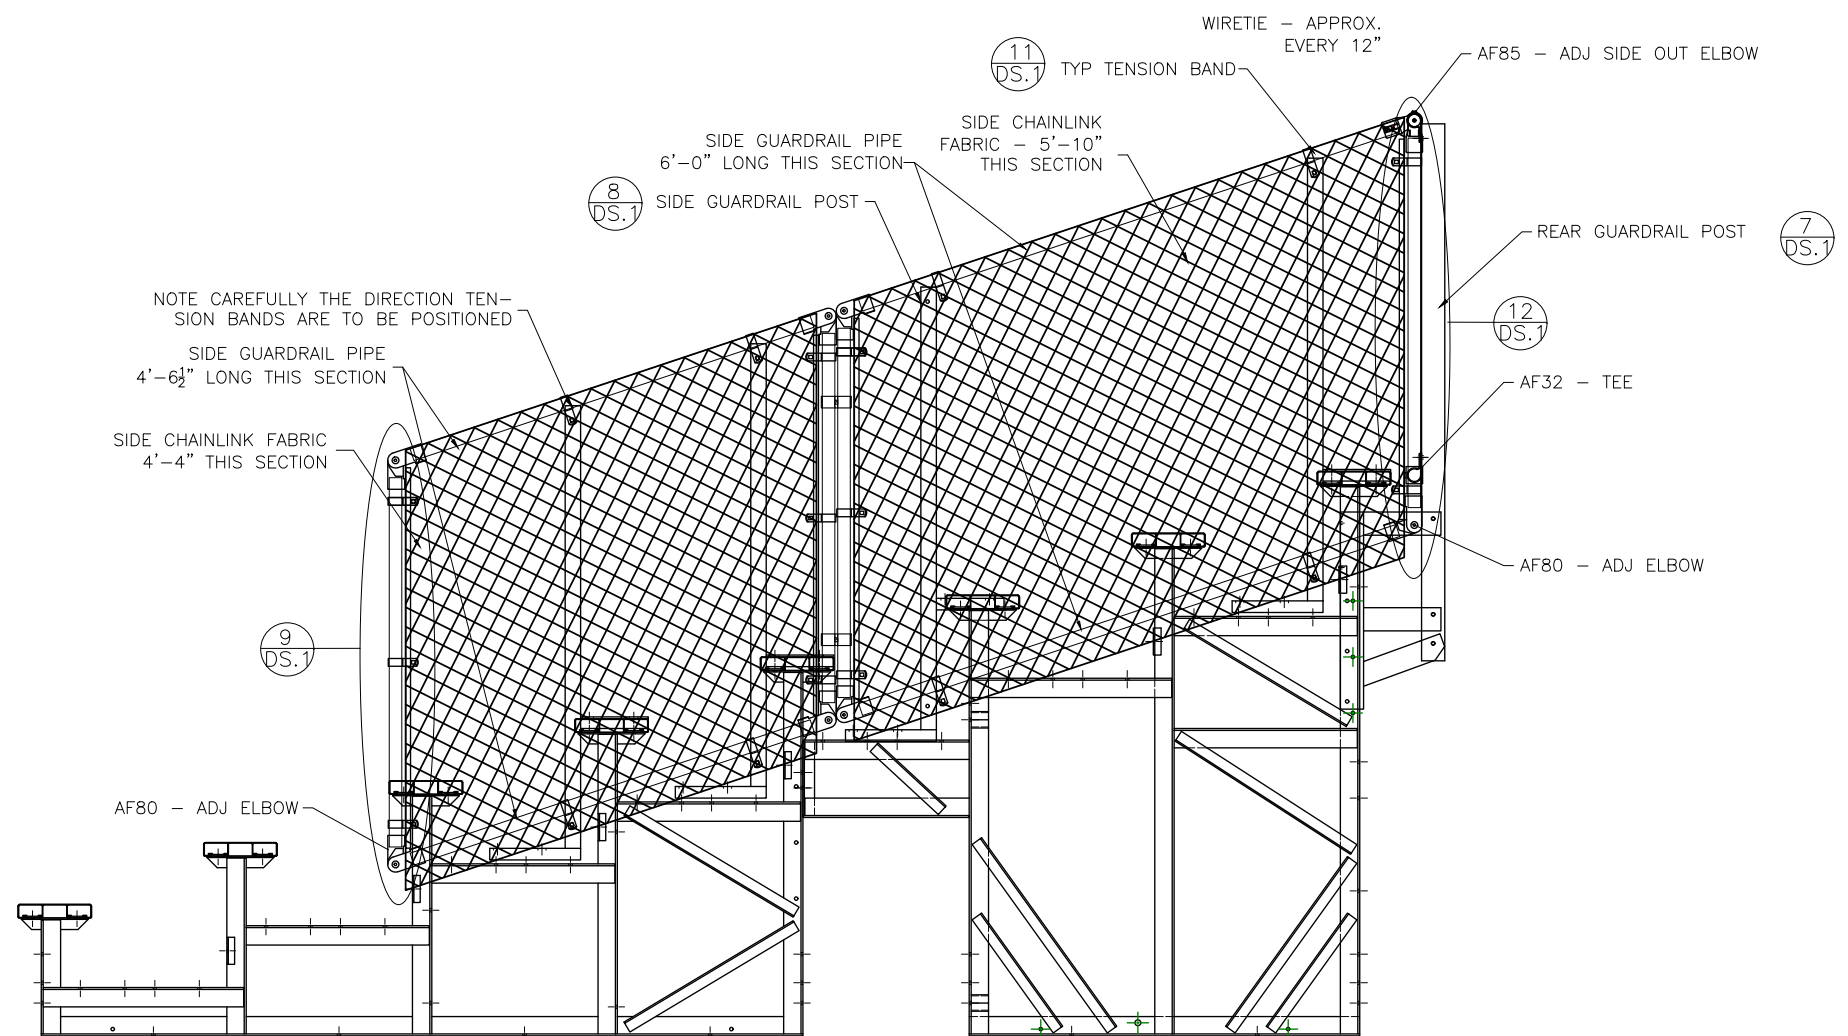 WIRETIE – APPROX.
EVERY 12”
11
DS.1
TYP TENSION BAND
AF85 – ADJ SIDE OUT ELBOW
SIDE CHAINLINK
FABRIC – 5’–10”
THIS SECTION
SIDE GUARDRAIL PIPE
6’–0” LONG THIS SECTION
8
DS.1
SIDE GUARDRAIL POST
REAR GUARDRAIL POST
7
DS.1
NOTE CAREFULLY THE DIRECTION TEN–
SION BANDS ARE TO BE POSITIONED
12
DS.1
SIDE GUARDRAIL PIPE
4’–6½” LONG THIS SECTION
AF32 – TEE
SIDE CHAINLINK FABRIC
4’–4” THIS SECTION
AF80 – ADJ ELBOW
9
DS.1
AF80 – ADJ ELBOW